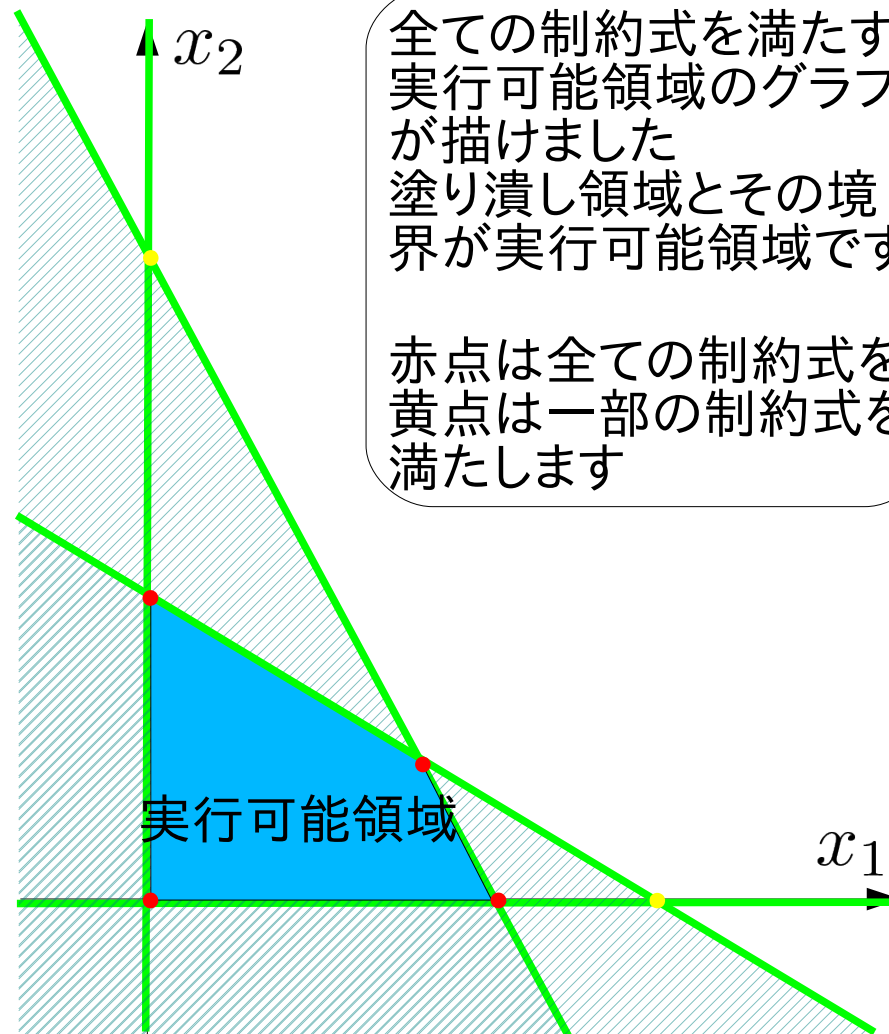 x2
全ての制約式を満たす
実行可能領域のグラフ
が描けました
塗り潰し領域とその境
界が実行可能領域です
赤点は全ての制約式を
黄点は一部の制約式を
満たします
実行可能領域
x1